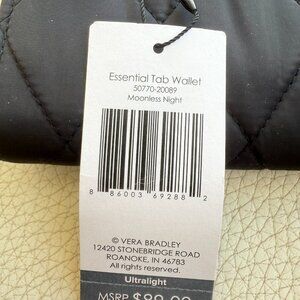 Essential Tab Wallet
50770-20089
Moonless Night
8 86003 69288 2
© VERA BRADLEY
12420 STONEBRIDGE ROAD
ROANOKE, IN 46783
All rights reserved.
Ultralight
MSRP